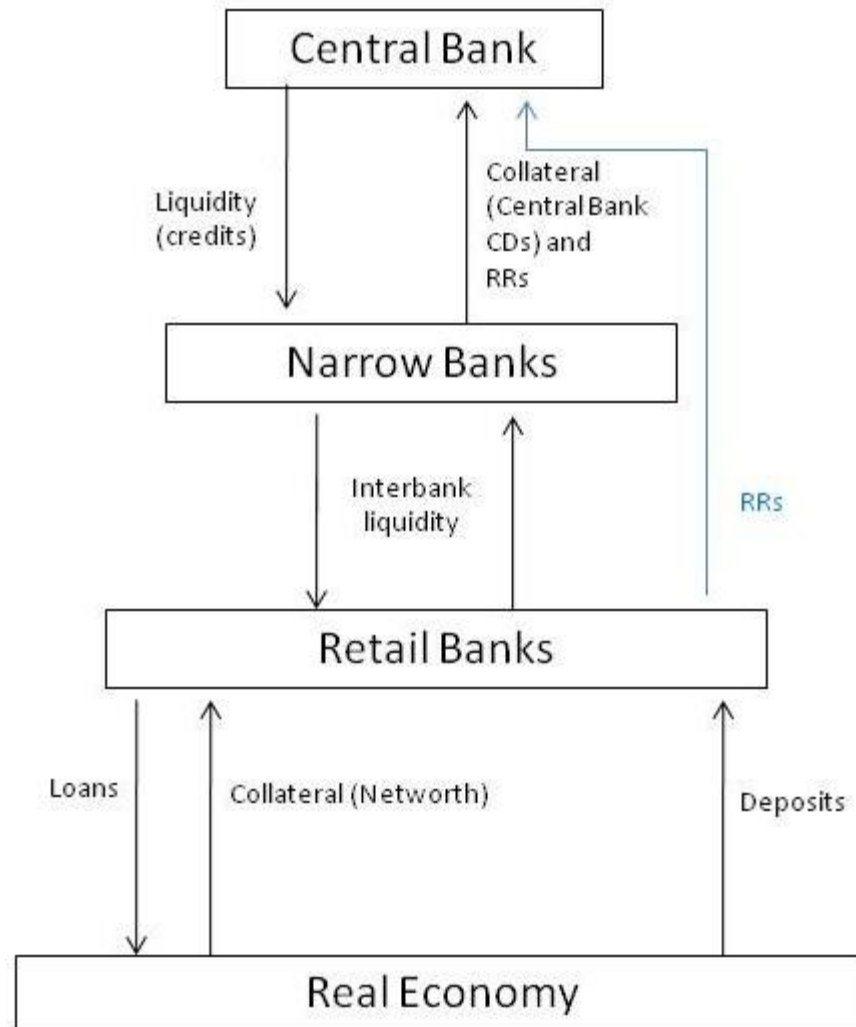 Central Bank
Liquidity
(credits)
Collateral
(Central Bank
CDs) and
RRs
Narrow Banks
Interbank
liquidity
RRs
Retail Banks
Loans
Collateral (Networth)
Deposits
Real Economy